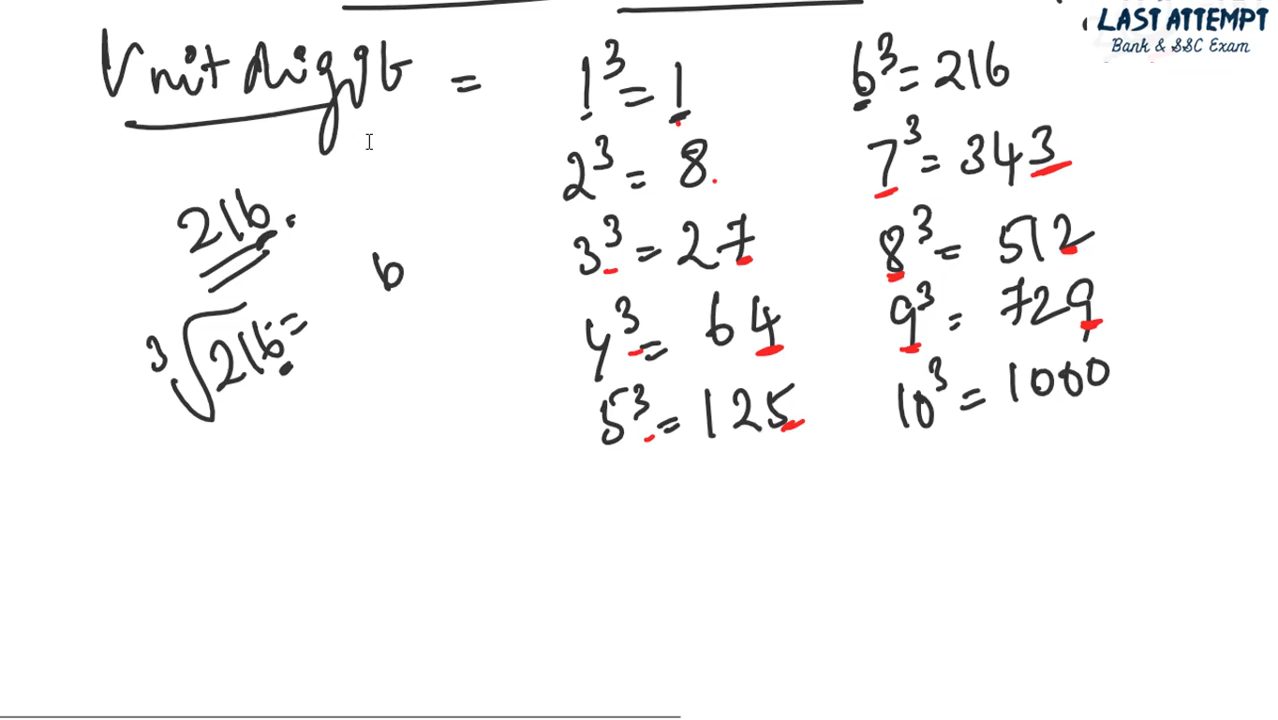 LAST ATTEMPT
Bank & SSC Exam
Unit digit =
1³ = 1
2³ = 8
3³ = 27
4³ = 64
5³ = 125
6³ = 216
7³ = 343
8³ = 512
9³ = 729
10³ = 1000
216.
6
³√216 =